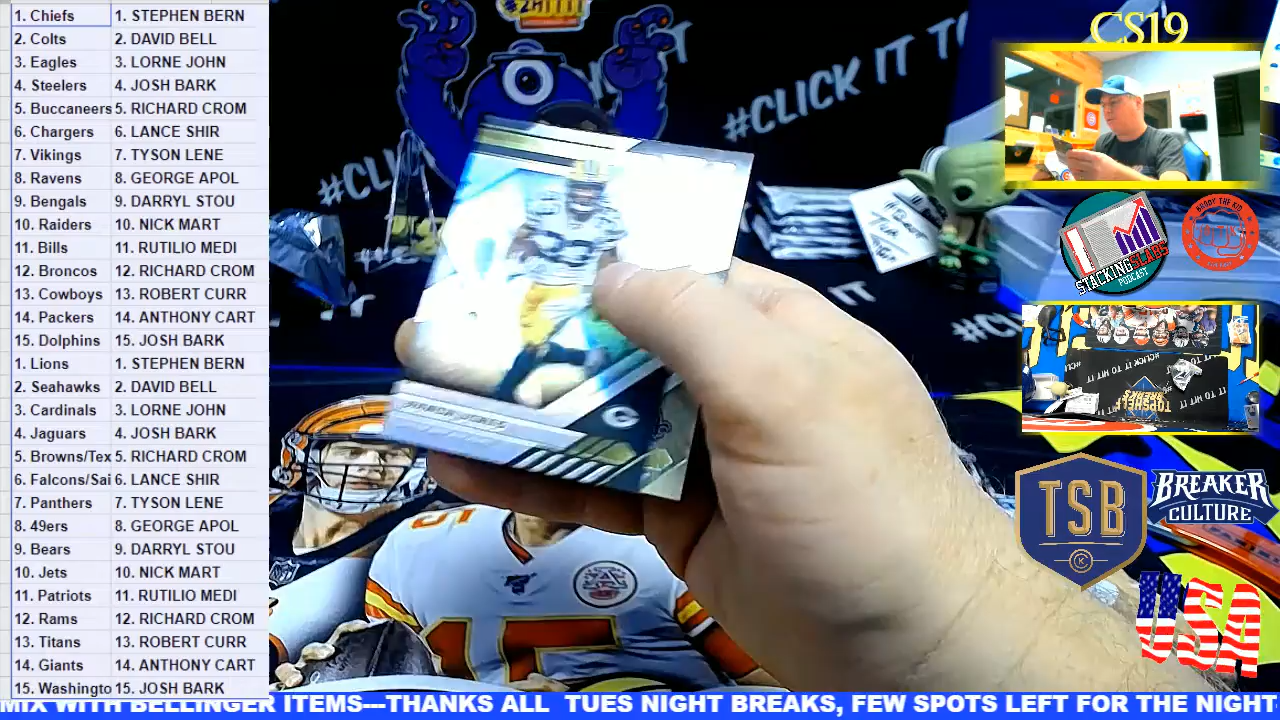 1. Chiefs 1. STEPHEN BERN
2. Colts 2. DAVID BELL
3. Eagles 3. LORNE JOHN
4. Steelers 4. JOSH BARK
5. Buccaneers 5. RICHARD CROM
6. Chargers 6. LANCE SHIR
7. Vikings 7. TYSON LENE
8. Ravens 8. GEORGE APOL
9. Bengals 9. DARRYL STOU
10. Raiders 10. NICK MART
11. Bills 11. RUTILIO MEDI
12. Broncos 12. RICHARD CROM
13. Cowboys 13. ROBERT CURR
14. Packers 14. ANTHONY CART
15. Dolphins 15. JOSH BARK
1. Lions 1. STEPHEN BERN
2. Seahawks 2. DAVID BELL
3. Cardinals 3. LORNE JOHN
4. Jaguars 4. JOSH BARK
5. Browns/Tex 5. RICHARD CROM
6. Falcons/Sai 6. LANCE SHIR
7. Panthers 7. TYSON LENE
8. 49ers 8. GEORGE APOL
9. Bears 9. DARRYL STOU
10. Jets 10. NICK MART
11. Patriots 11. RUTILIO MEDI
12. Rams 12. RICHARD CROM
13. Titans 13. ROBERT CURR
14. Giants 14. ANTHONY CART
15. Washingto 15. JOSH BARK
CS19
#CLICK IT TO
#CLI
AARON JONES
G
15
STACKING SLABS
PODCAST
BUDDY THE KID
TSB
K
BREAKER
CULTURE
USA
MIX WITH BELLINGER ITEMS---THANKS ALL TUES NIGHT BREAKS, FEW SPOTS LEFT FOR THE NIGHT